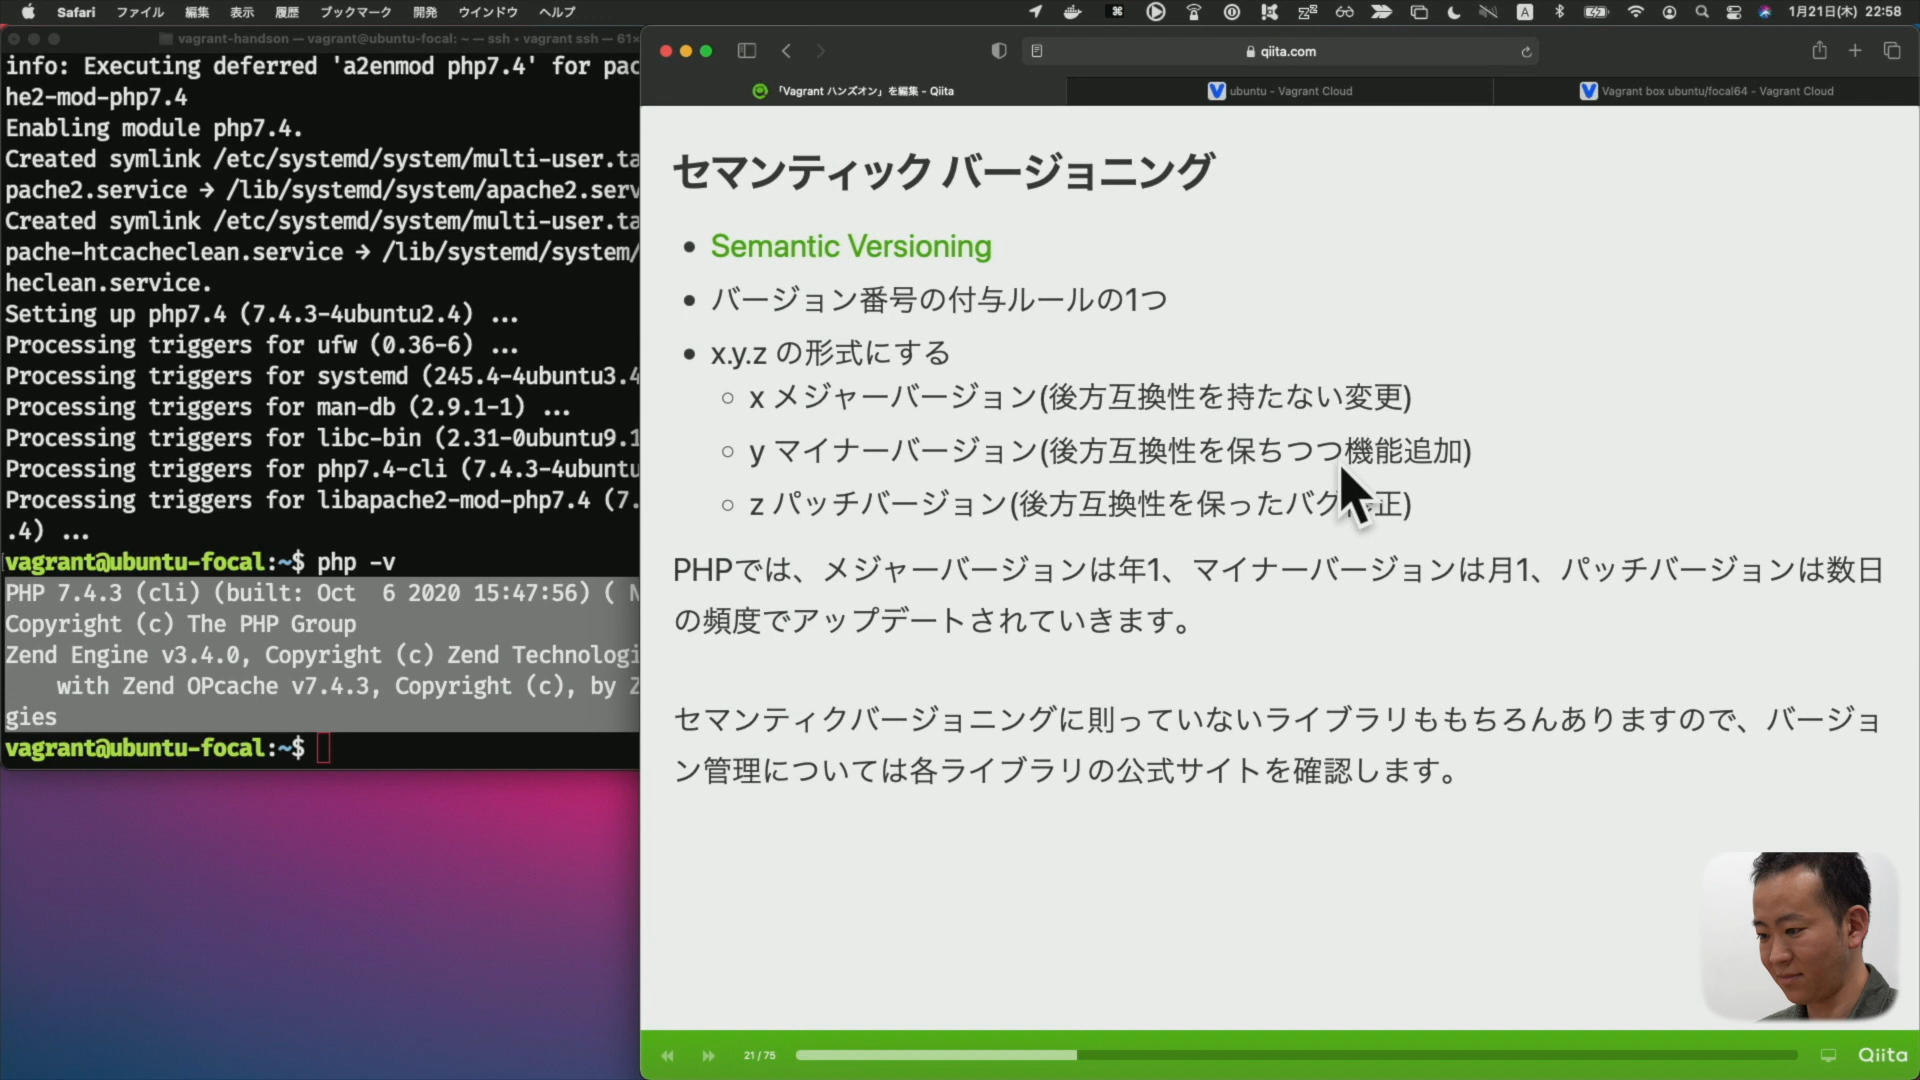 Safari ファイル 編集 表示 履歴 ブックマーク 開発 ウインドウ ヘルプ 1月21日(木) 22:58
vagrant-handson — vagrant@ubuntu-focal: ~ — ssh • vagrant ssh — 61×
info: Executing deferred 'a2enmod php7.4' for pac
he2-mod-php7.4
Enabling module php7.4.
Created symlink /etc/systemd/system/multi-user.ta
pache2.service → /lib/systemd/system/apache2.serv
Created symlink /etc/systemd/system/multi-user.ta
pache-htcacheclean.service → /lib/systemd/system/
heclean.service.
Setting up php7.4 (7.4.3-4ubuntu2.4) ...
Processing triggers for ufw (0.36-6) ...
Processing triggers for systemd (245.4-4ubuntu3.4
Processing triggers for man-db (2.9.1-1) ...
Processing triggers for libc-bin (2.31-0ubuntu9.1
Processing triggers for php7.4-cli (7.4.3-4ubuntu
Processing triggers for libapache2-mod-php7.4 (7.
.4) ...
vagrant@ubuntu-focal:~$ php -v
PHP 7.4.3 (cli) (built: Oct  6 2020 15:47:56) ( N
Copyright (c) The PHP Group
Zend Engine v3.4.0, Copyright (c) Zend Technologi
with Zend OPcache v7.4.3, Copyright (c), by Z
gies
vagrant@ubuntu-focal:~$
qiita.com
「Vagrant ハンズオン」を編集 - Qiita
ubuntu - Vagrant Cloud
Vagrant box ubuntu/focal64 - Vagrant Cloud
セマンティック バージョニング
Semantic Versioning
バージョン番号の付与ルールの1つ
x.y.z の形式にする
x メジャーバージョン(後方互換性を持たない変更)
y マイナーバージョン(後方互換性を保ちつつ機能追加)
z パッチバージョン(後方互換性を保ったバグ 正)
PHPでは、メジャーバージョンは年1、マイナーバージョンは月1、パッチバージョンは数日
の頻度でアップデートされていきます。
セマンティクバージョニングに則っていないライブラリももちろんありますので、バージョ
ン管理については各ライブラリの公式サイトを確認します。
21 / 75
Qiita